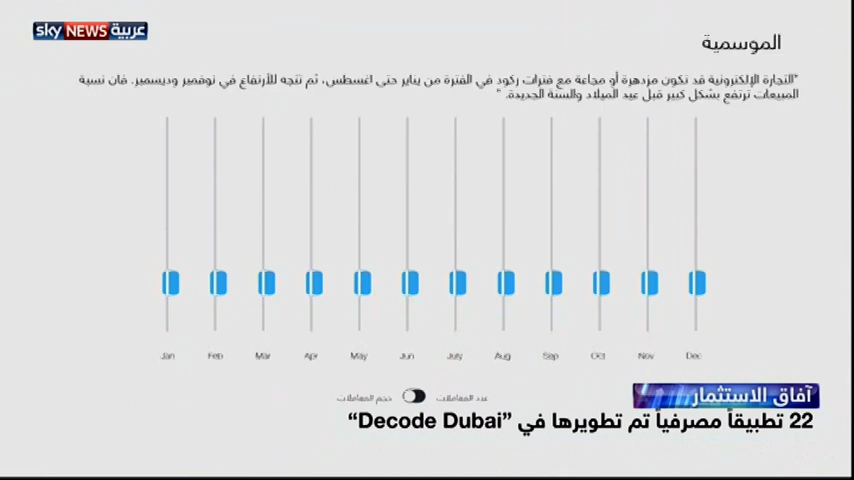 sky NEWS عربية
الموسمية
"التجارة الإلكترونية قد تكون مزدهرة أو مجاعة مع فترات ركود في الفترة من يناير حتى اغسطس، ثم تتجه للأرتفاع في نوفمبر وديسمبر. فان نسبة
المبيعات ترتفع بشكل كبير قبل عيد الميلاد والسنة الجديدة. "
Jan Feb Mar Apr May Jun July Aug Sep Oct Nov Dec
عدد المعاملات حجم المعاملات
آفاق الاستثمار
22 تطبيقاً مصرفياً تم تطويرها في “Decode Dubai”